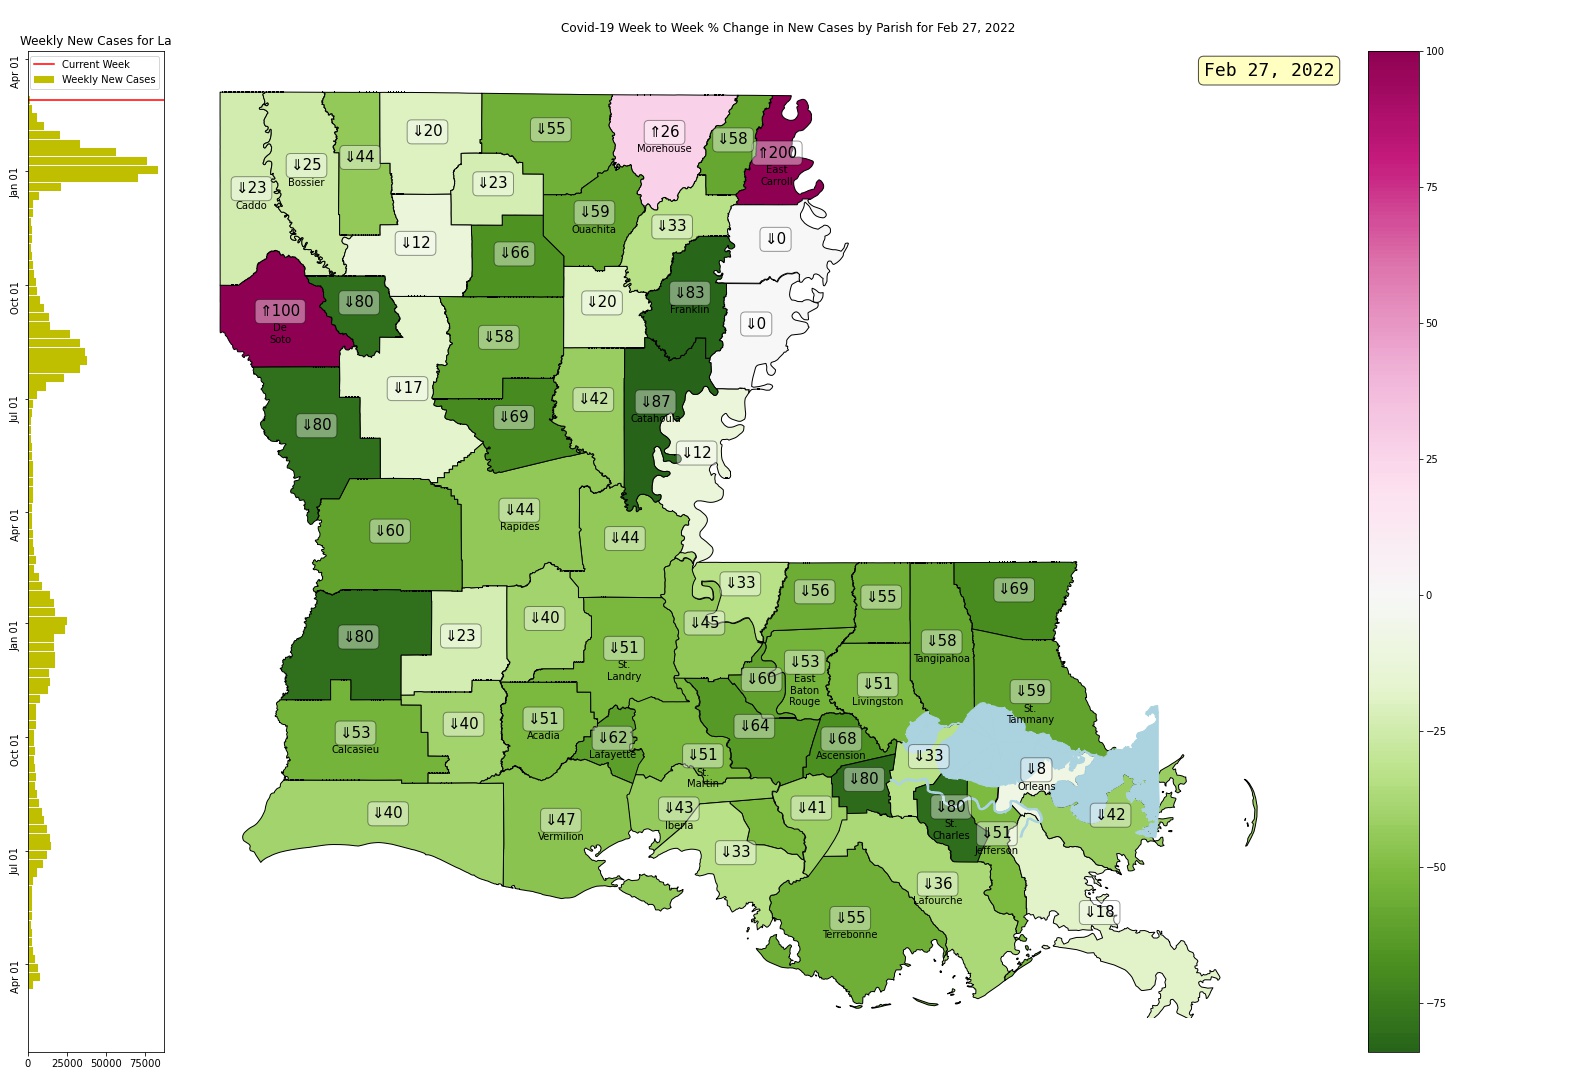 Covid-19 Week to Week % Change in New Cases by Parish for Feb 27, 2022
Weekly New Cases for La
Current Week
Weekly New Cases
Apr 01
Jan 01
Oct 01
Jul 01
Apr 01
Jan 01
Oct 01
Jul 01
Apr 01
0 25000 50000 75000
Feb 27, 2022
⇓20
⇓55
⇑26
Morehouse
⇓58
⇑200
East
Carroll
⇓44
⇓25
Bossier
⇓23
Caddo
⇓23
⇓59
Ouachita
⇓33
⇓0
⇓12
⇓66
⇑100
De
Soto
⇓80
⇓20
⇓83
Franklin
⇓0
⇓58
⇓17
⇓42
⇓87
Catahoula
⇓80
⇓69
⇓12
⇓60
⇓44
Rapides
⇓44
⇓33
⇓56
⇓55
⇓69
⇓80
⇓23
⇓40
⇓45
⇓51
St.
Landry
⇓58
Tangipahoa
⇓53
East
Baton
Rouge
⇓60
⇓51
Livingston
⇓59
St.
Tammany
⇓53
Calcasieu
⇓40
⇓51
Acadia
⇓62
Lafayette
⇓64
⇓68
Ascension
⇓51
St.
Martin
⇓33
⇓8
Orleans
⇓80
⇓40
⇓47
Vermilion
⇓43
Iberia
⇓41
⇓80
St.
Charles
⇓42
⇓51
Jefferson
⇓33
⇓36
Lafourche
⇓55
Terrebonne
⇓18
100
75
50
25
0
−25
−50
−75